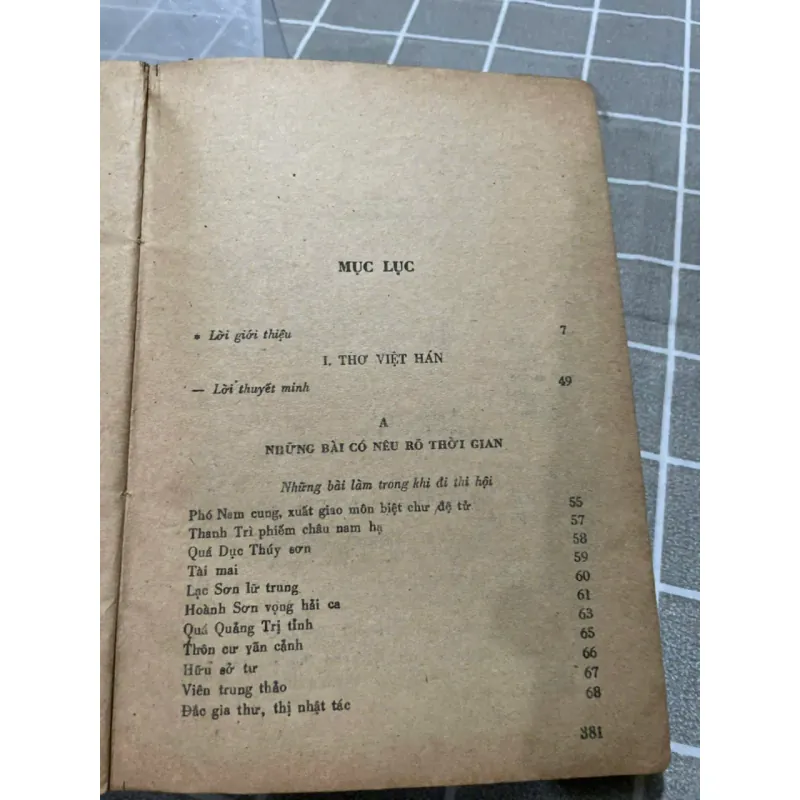 MỤC LỤC
* Lời giới thiệu 7
I. THƠ VIỆT HÁN
— Lời thuyết minh 49
A
NHỮNG BÀI CÓ NÊU RÕ THỜI GIAN
Những bài làm trong khi đi thi hội
Phó Nam cung, xuất giao môn biệt chư đệ tử 55
Thanh Trì phiếm châu nam hạ 57
Quá Dục Thúy sơn 58
Tài mai 59
Lạc Sơn lữ trung 60
Hoành Sơn vọng hải ca 61
Quá Quảng Trị tỉnh 63
Thôn cư vãn cảnh 65
Hữu sở tư 66
Viên trung thảo 67
Đắc gia thư, thị nhật tác 68
381